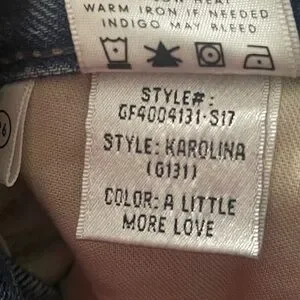 WARM IRON IF NEEDED
INDIGO MAY BLEED
STYLE#:
GF4004131-S17
STYLE: KAROLINA
(G131)
COLOR: A LITTLE
MORE LOVE